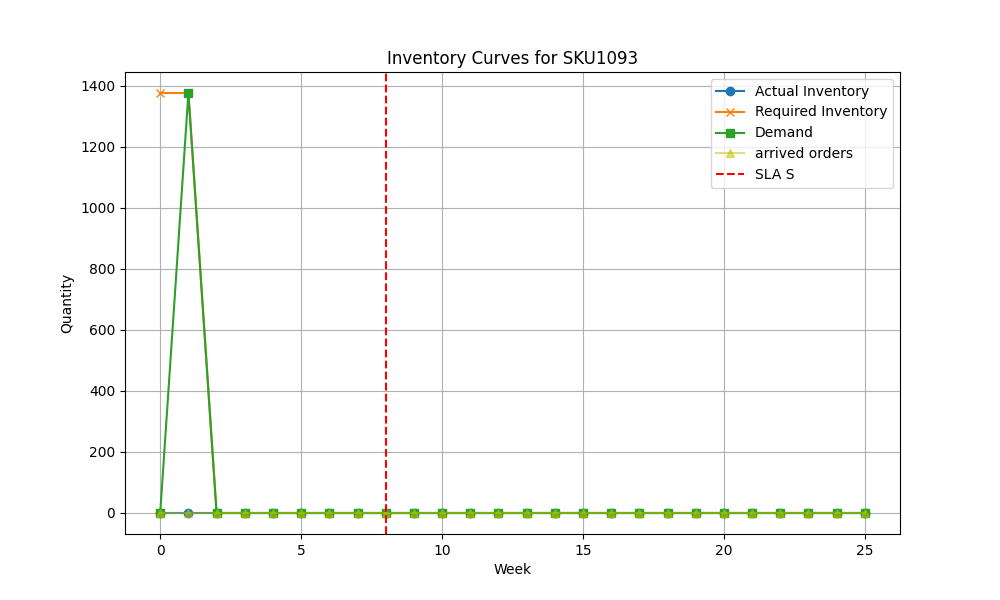 Inventory Curves for SKU1093
1400
1200
1000
800
600
400
200
0
Quantity
Actual Inventory
Required Inventory
Demand
arrived orders
SLA S
0
5
10
15
20
25
Week